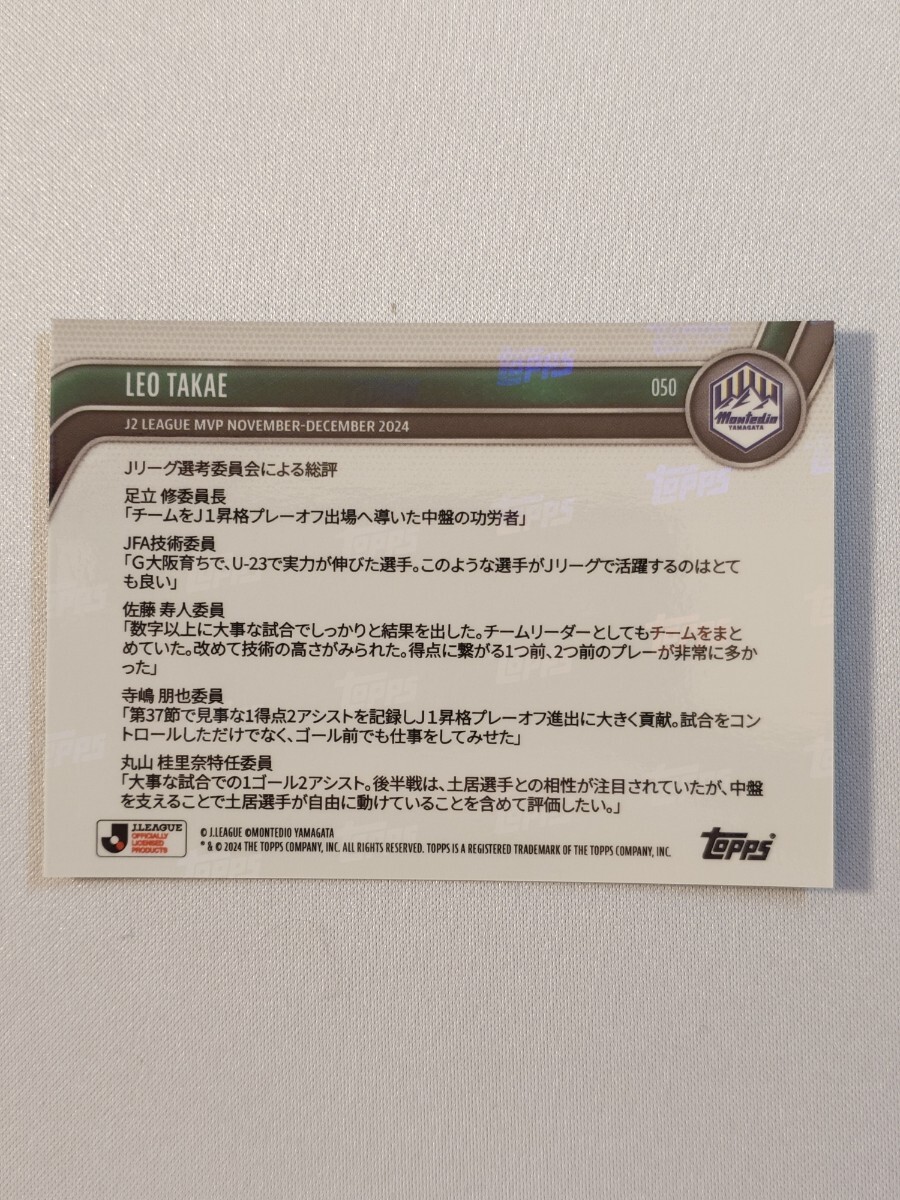 LEO TAKAE
050
Montedio
YAMAGATA
J2 LEAGUE MVP NOVEMBER-DECEMBER 2024
Jリーグ選考委員会による総評
足立 修委員長
「チームをJ1昇格プレーオフ出場へ導いた中盤の功労者」
JFA技術委員
「G大阪育ちで、U-23で実力が伸びた選手。このような選手がJリーグで活躍するのはとて
も良い」
佐藤 寿人委員
「数字以上に大事な試合でしっかりと結果を出した。チームリーダーとしてもチームをまと
めていた。改めて技術の高さがみられた。得点に繋がる1つ前、2つ前のプレーが非常に多か
った」
寺嶋 朋也委員
「第37節で見事な1得点2アシストを記録しJ1昇格プレーオフ進出に大きく貢献。試合をコン
トロールしただけでなく、ゴール前でも仕事をしてみせた」
丸山 桂里奈特任委員
「大事な試合での1ゴール2アシスト。後半戦は、土居選手との相性が注目されていたが、中盤
を支えることで土居選手が自由に動けていることを含めて評価したい。」
J.LEAGUE
OFFICIALLY
LICENSED
PRODUCTS
© J.LEAGUE ©MONTEDIO YAMAGATA
® & © 2024 THE TOPPS COMPANY, INC. ALL RIGHTS RESERVED. TOPPS IS A REGISTERED TRADEMARK OF THE TOPPS COMPANY, INC.
Topps®